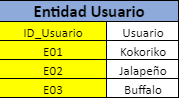 Entidad Usuario
ID_Usuario Usuario
E01 Kokoriko
E02 Jalapeño
E03 Buffalo